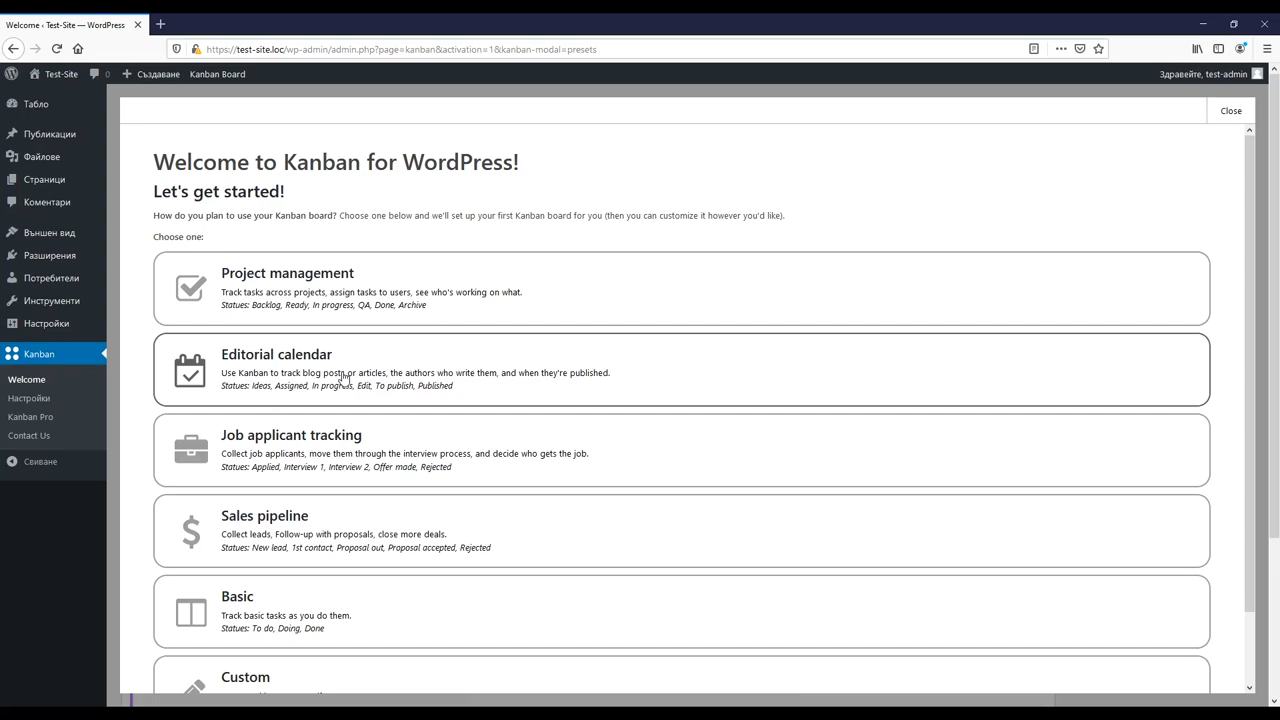 Welcome ‹ Test-Site — WordPress
https://test-site.loc/wp-admin/admin.php?page=kanban&activation=1&kanban-modal=presets
Test-Site
0
Създаване
Kanban Board
Здравейте, test-admin
Табло
Публикации
Файлове
Страници
Коментари
Външен вид
Разширения
Потребители
Инструменти
Настройки
Kanban
Welcome
Настройки
Kanban Pro
Contact Us
Свиване
Close
Welcome to Kanban for WordPress!
Let's get started!
How do you plan to use your Kanban board? Choose one below and we'll set up your first Kanban board for you (then you can customize it however you'd like).
Choose one:
Project management
Track tasks across projects, assign tasks to users, see who's working on what.
Statues: Backlog, Ready, In progress, QA, Done, Archive
Editorial calendar
Use Kanban to track blog posts or articles, the authors who write them, and when they're published.
Statues: Ideas, Assigned, In progress, Edit, To publish, Published
Job applicant tracking
Collect job applicants, move them through the interview process, and decide who gets the job.
Statues: Applied, Interview 1, Interview 2, Offer made, Rejected
Sales pipeline
Collect leads, Follow-up with proposals, close more deals.
Statues: New lead, 1st contact, Proposal out, Proposal accepted, Rejected
Basic
Track basic tasks as you do them.
Statues: To do, Doing, Done
Custom